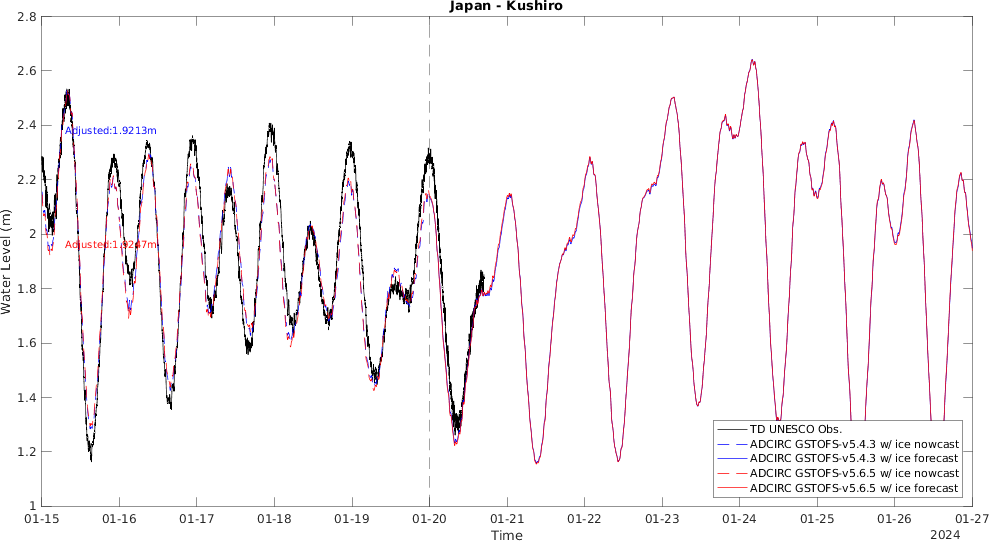 Japan - Kushiro
2.8
2.6
2.4
2.2
2
1.8
1.6
1.4
1.2
1
Water Level (m)
Adjusted:1.9213m
Adjusted:1.9247m
TD UNESCO Obs.
ADCIRC GSTOFS-v5.4.3 w/ ice nowcast
ADCIRC GSTOFS-v5.4.3 w/ ice forecast
ADCIRC GSTOFS-v5.6.5 w/ ice nowcast
ADCIRC GSTOFS-v5.6.5 w/ ice forecast
01-15 01-16 01-17 01-18 01-19 01-20 01-21 01-22 01-23 01-24 01-25 01-26 01-27
Time
2024